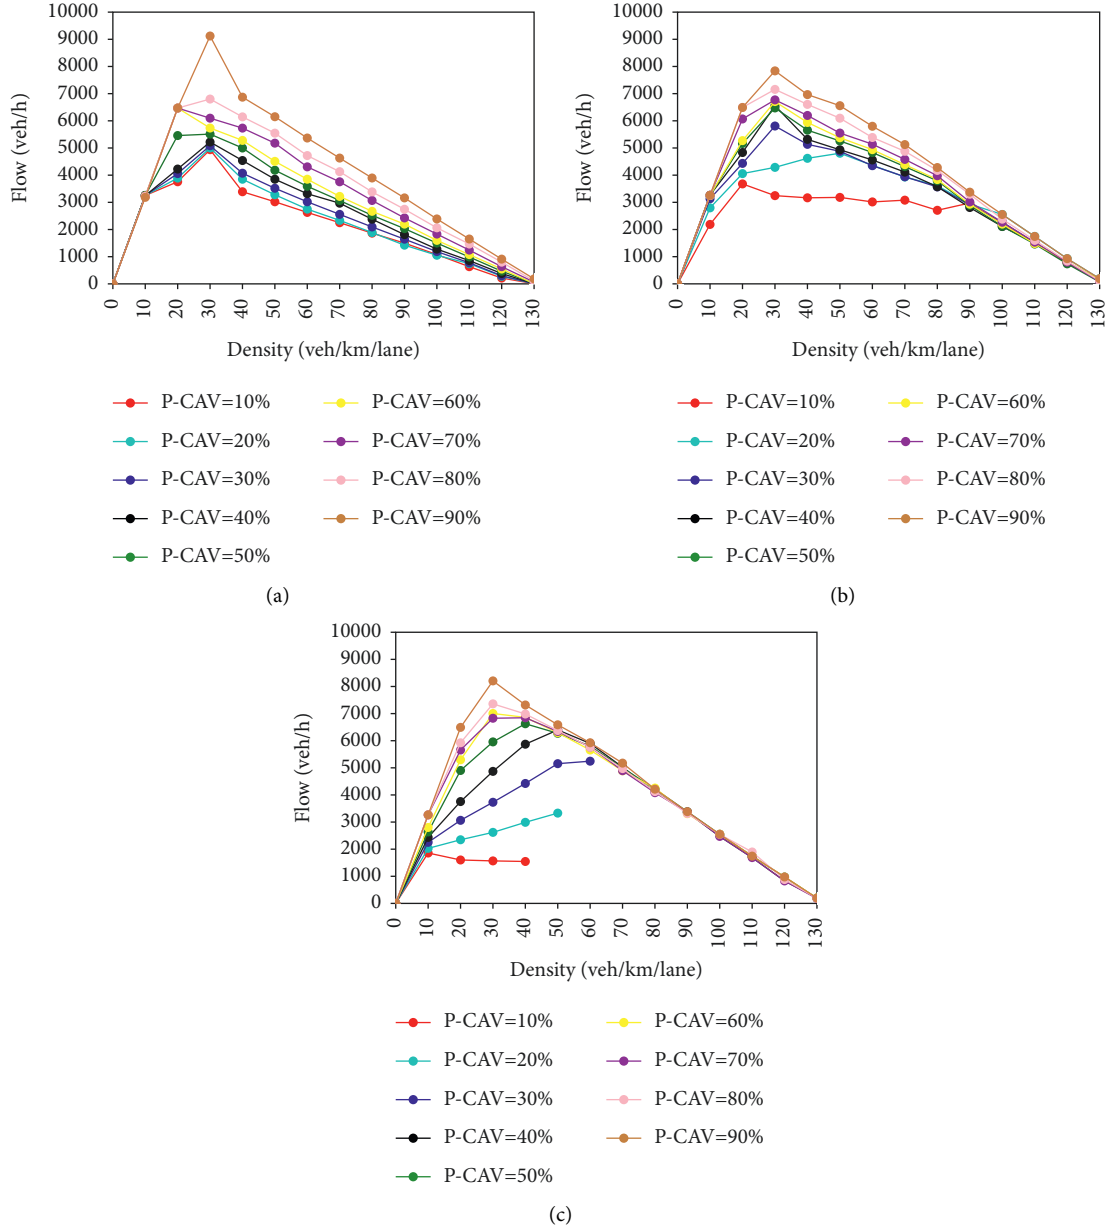 10000
9000
8000
7000
6000
5000
4000
3000
2000
1000
0
Flow (veh/h)
0 10 20 30 40 50 60 70 80 90 100 110 120 130
Density (veh/km/lane)
P-CAV=10% P-CAV=60%
P-CAV=20% P-CAV=70%
P-CAV=30% P-CAV=80%
P-CAV=40% P-CAV=90%
P-CAV=50%
(a)
10000
9000
8000
7000
6000
5000
4000
3000
2000
1000
0
Flow (veh/h)
0 10 20 30 40 50 60 70 80 90 100 110 120 130
Density (veh/km/lane)
P-CAV=10% P-CAV=60%
P-CAV=20% P-CAV=70%
P-CAV=30% P-CAV=80%
P-CAV=40% P-CAV=90%
P-CAV=50%
(b)
10000
9000
8000
7000
6000
5000
4000
3000
2000
1000
0
Flow (veh/h)
0 10 20 30 40 50 60 70 80 90 100 110 120 130
Density (veh/km/lane)
P-CAV=10% P-CAV=60%
P-CAV=20% P-CAV=70%
P-CAV=30% P-CAV=80%
P-CAV=40% P-CAV=90%
P-CAV=50%
(c)